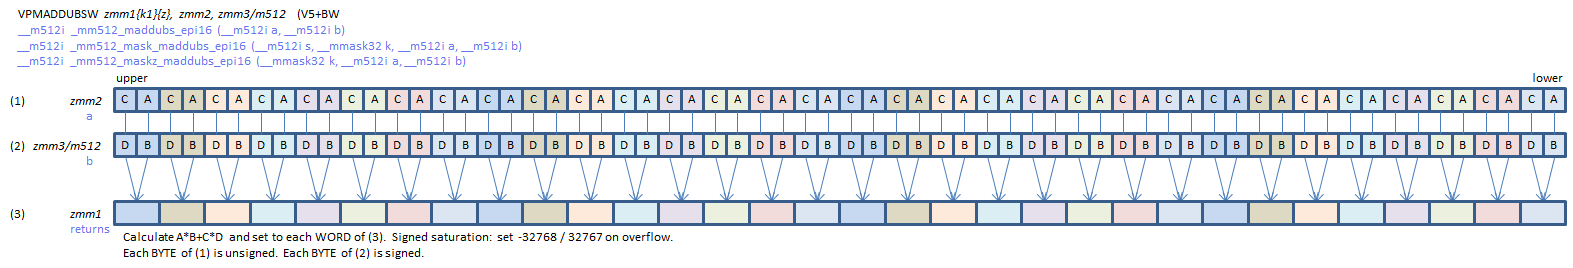 VPMADDUBSW zmm1{k1}{z}, zmm2, zmm3/m512 (V5+BW
__m512i _mm512_maddubs_epi16 (__m512i a, __m512i b)
__m512i _mm512_mask_maddubs_epi16 (__m512i s, __mmask32 k, __m512i a, __m512i b)
__m512i _mm512_maskz_maddubs_epi16 (__mmask32 k, __m512i a, __m512i b)
upper lower
(1) zmm2 C A C A C A C A C A C A C A C A C A C A C A C A C A C A C A C A C A C A C A C A C A C A C A C A C A C A C A C A C A C A C A C A
a
(2) zmm3/m512 D B D B D B D B D B D B D B D B D B D B D B D B D B D B D B D B D B D B D B D B D B D B D B D B D B D B D B D B D B D B D B D B
b
(3) zmm1
returns
Calculate A*B+C*D and set to each WORD of (3). Signed saturation: set -32768 / 32767 on overflow.
Each BYTE of (1) is unsigned. Each BYTE of (2) is signed.